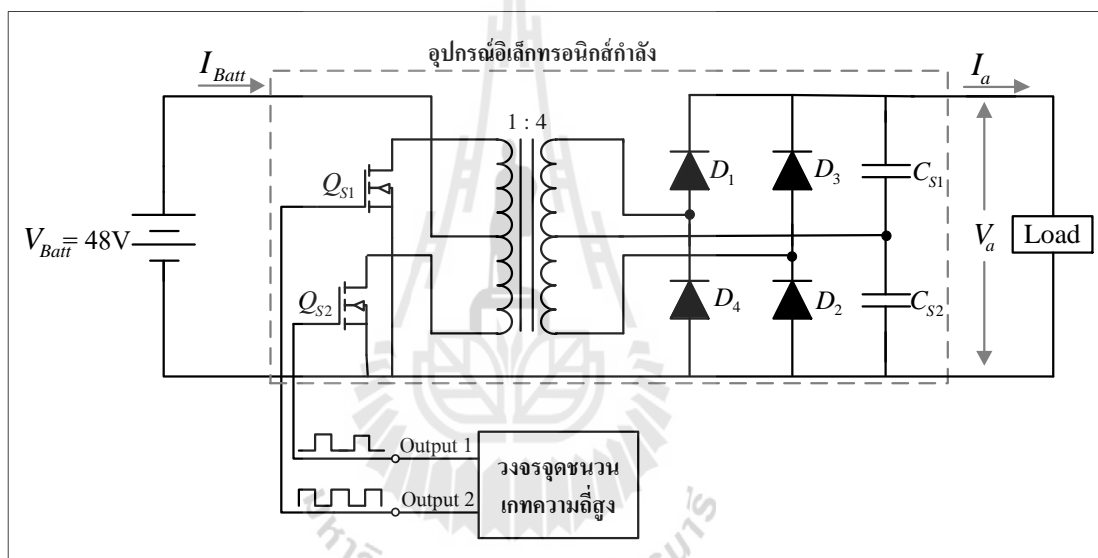 อุปกรณ์อิเล็กทรอนิกส์กำลัง
I_Batt
I_a
1 : 4
Q_S1
D_1
D_3
C_S1
V_Batt = 48V
V_a
Load
Q_S2
D_4
D_2
C_S2
Output 1
วงจรจุดชนวน
เกทความถี่สูง
Output 2